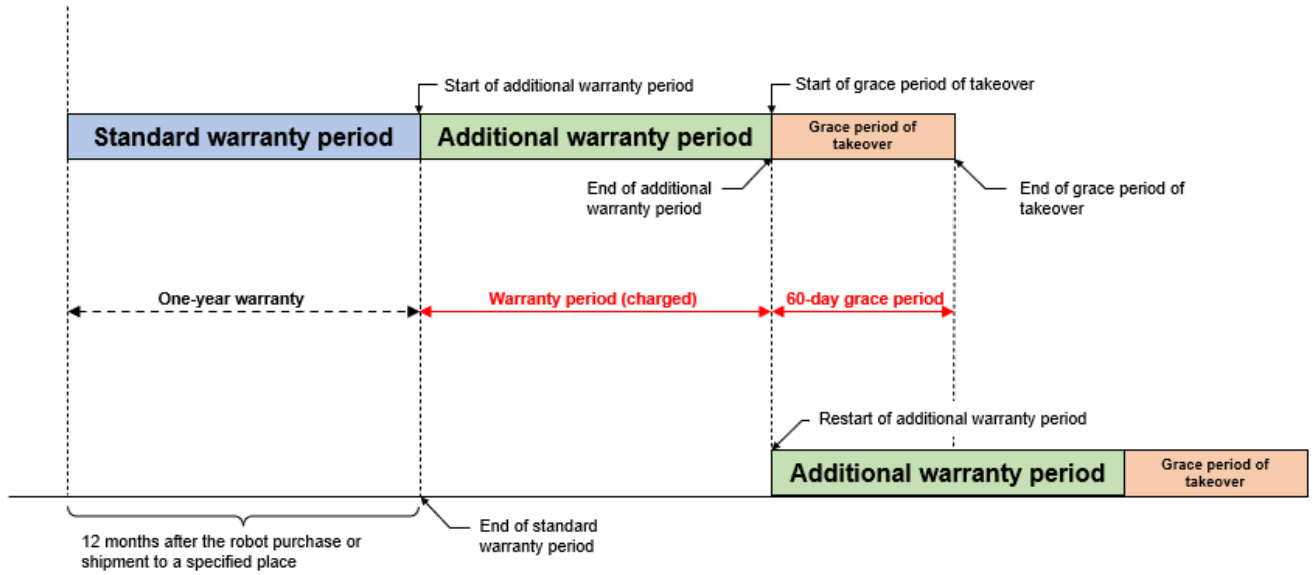 Start of additional warranty period
Start of grace period of takeover
Standard warranty period
Additional warranty period
Grace period of
takeover
End of additional
warranty period
End of grace period of
takeover
One-year warranty
Warranty period (charged)
60-day grace period
Restart of additional warranty period
Additional warranty period
Grace period of
takeover
12 months after the robot purchase or
shipment to a specified place
End of standard
warranty period